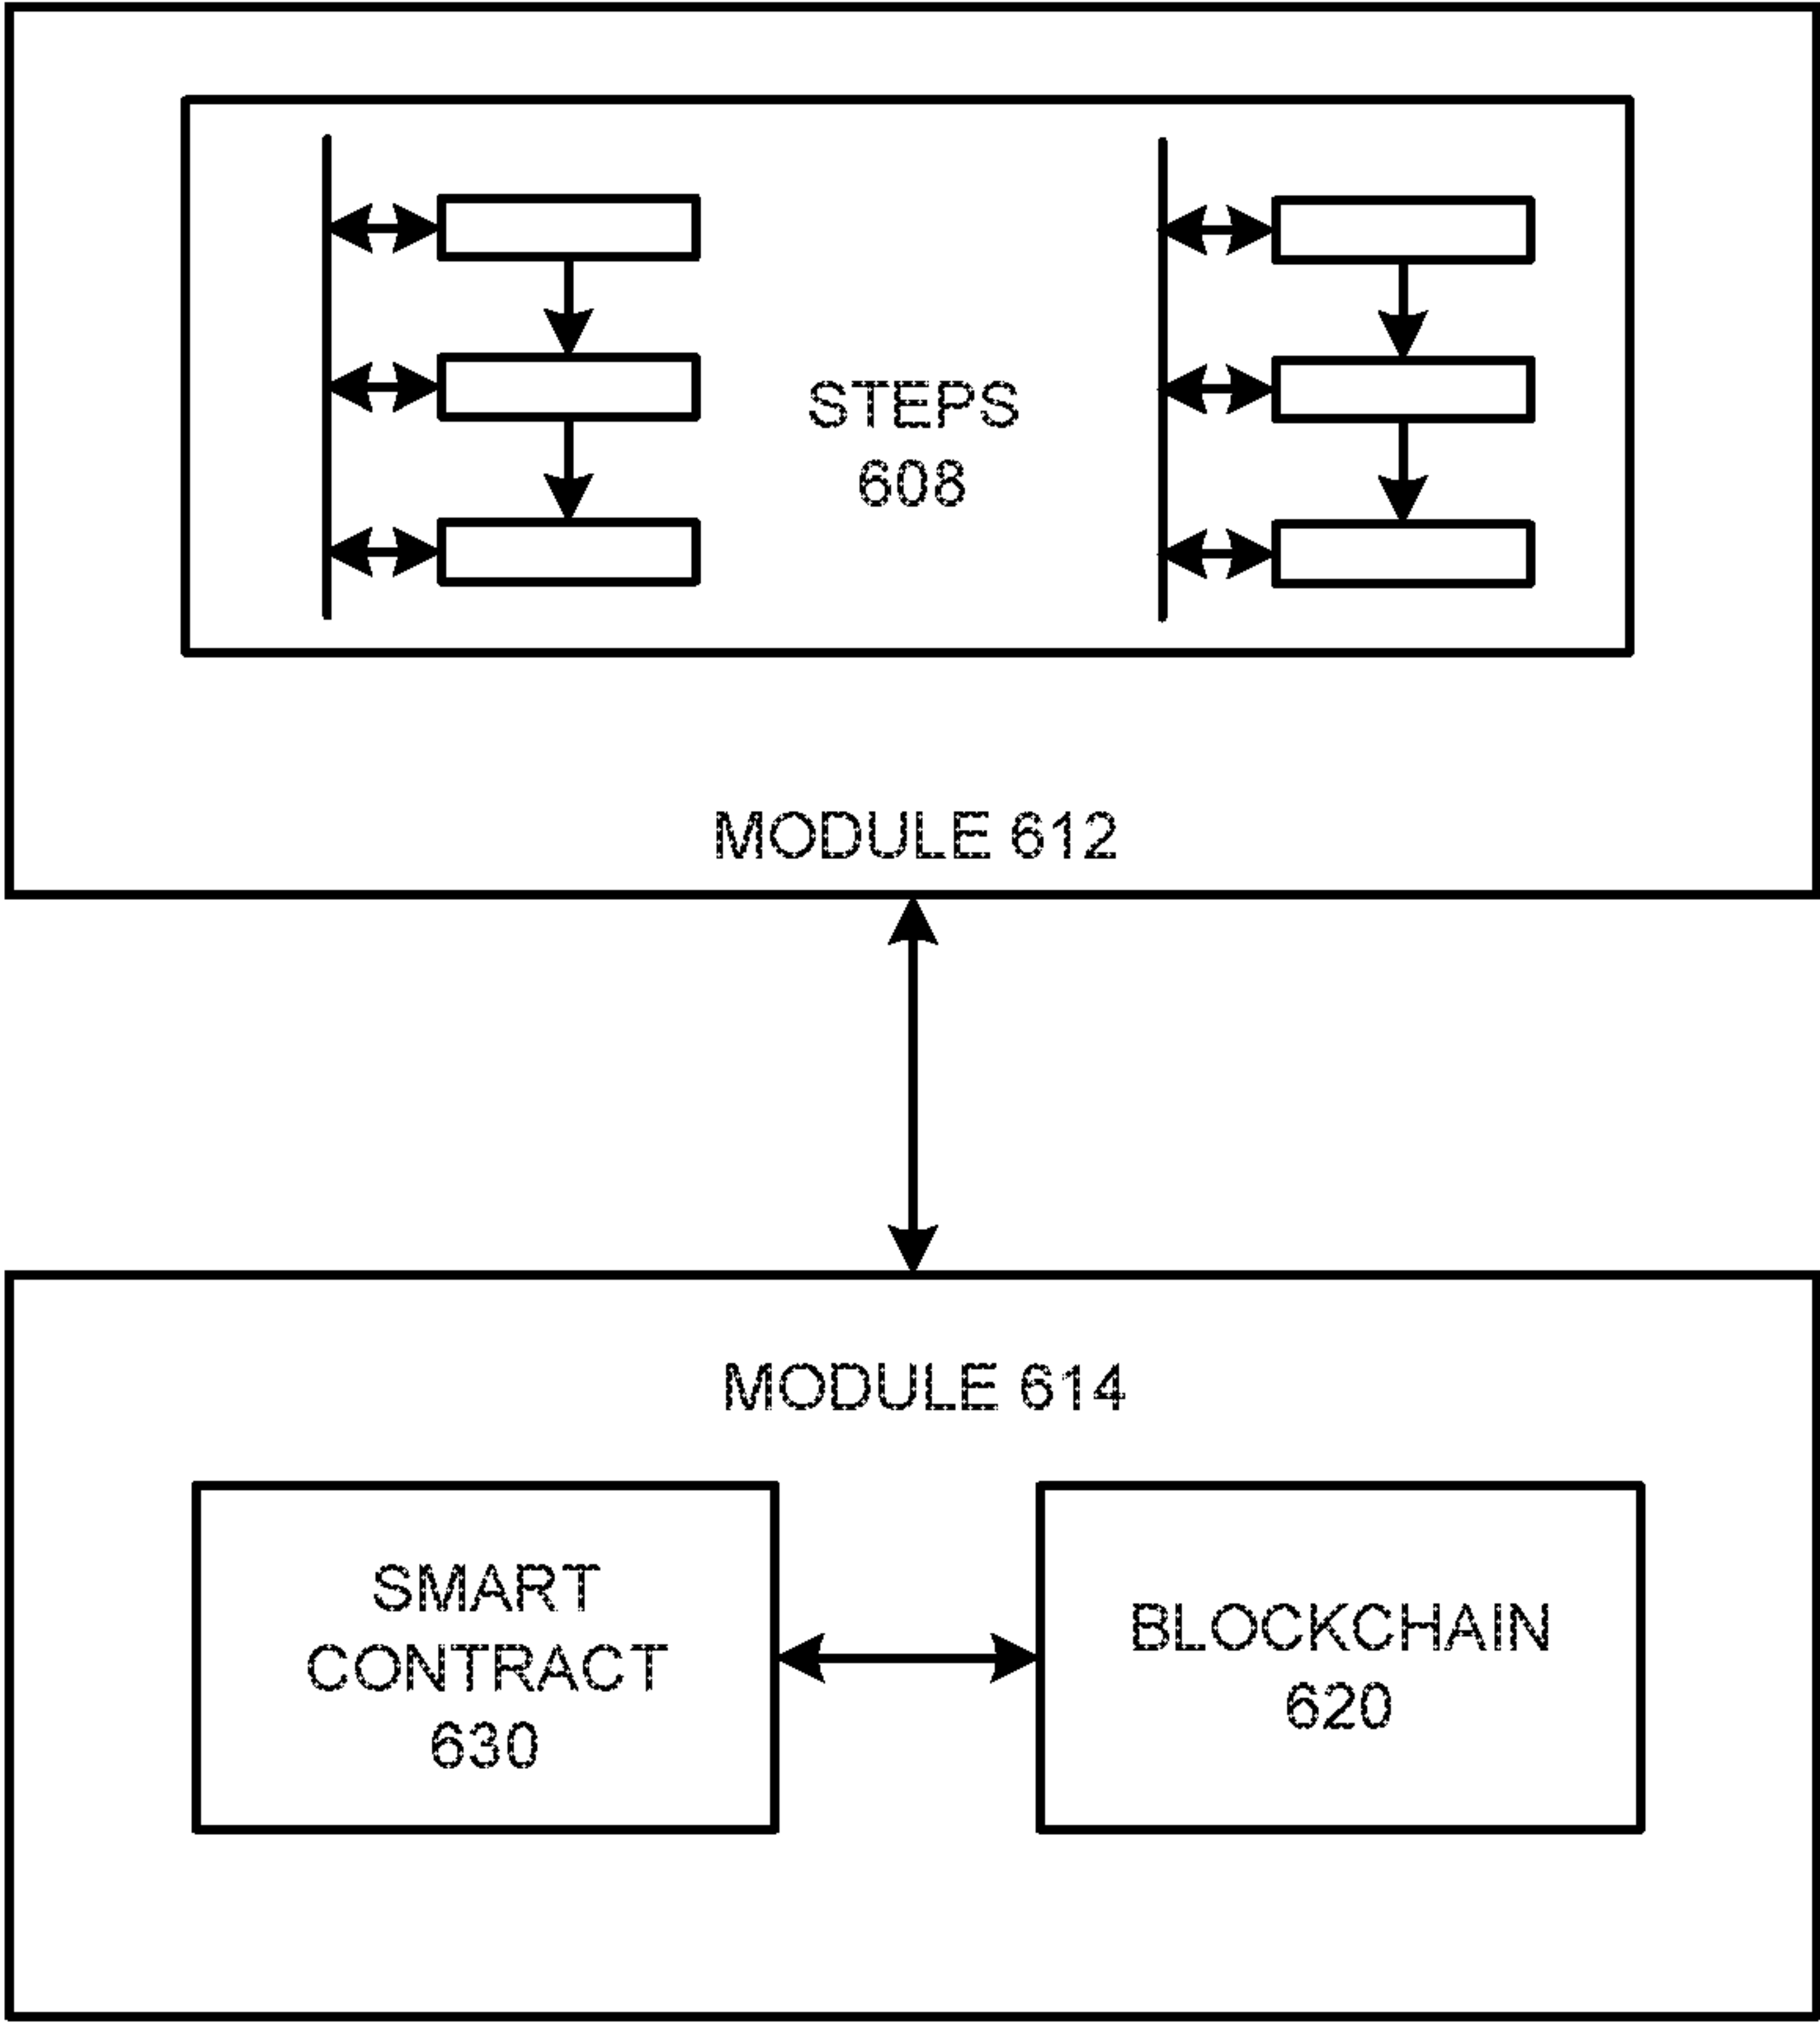 STEPS
608
MODULE 612
MODULE 614
SMART
CONTRACT
630
BLOCKCHAIN
620